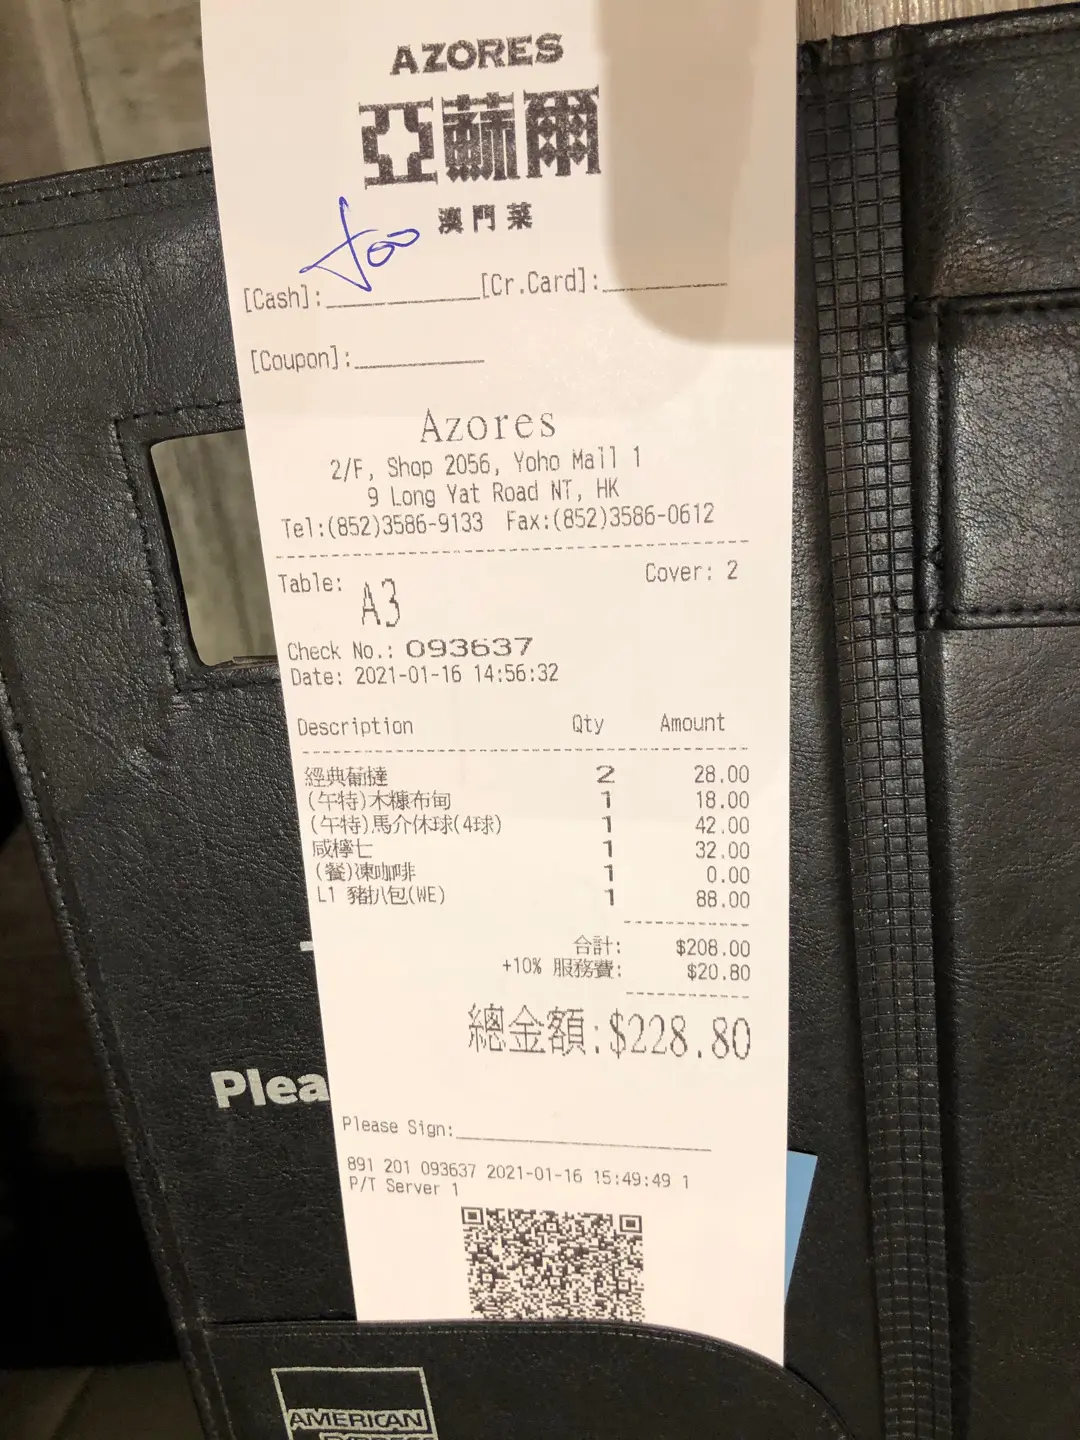 AZORES
亞蘇爾
澳門菜
[Cash]:____________[Cr.Card]:____________
[Coupon]:____________
Azores
2/F, Shop 2056, Yoho Mall 1
9 Long Yat Road NT, HK
Tel:(852)3586-9133 Fax:(852)3586-0612
Table: A3 Cover: 2
Check No.: 093637
Date: 2021-01-16 14:56:32
Description Qty Amount
經典葡撻 2 28.00
(午特)木糠布甸 1 18.00
(午特)馬介休球(4球) 1 42.00
咸檸七 1 32.00
(餐)凍咖啡 1 0.00
L1 豬扒包(WE) 1 88.00
合計: $208.00
+10% 服務費: $20.80
總金額:$228.80
Please Sign:____________
891 201 093637 2021-01-16 15:49:49 1
P/T Server 1
AMERICAN